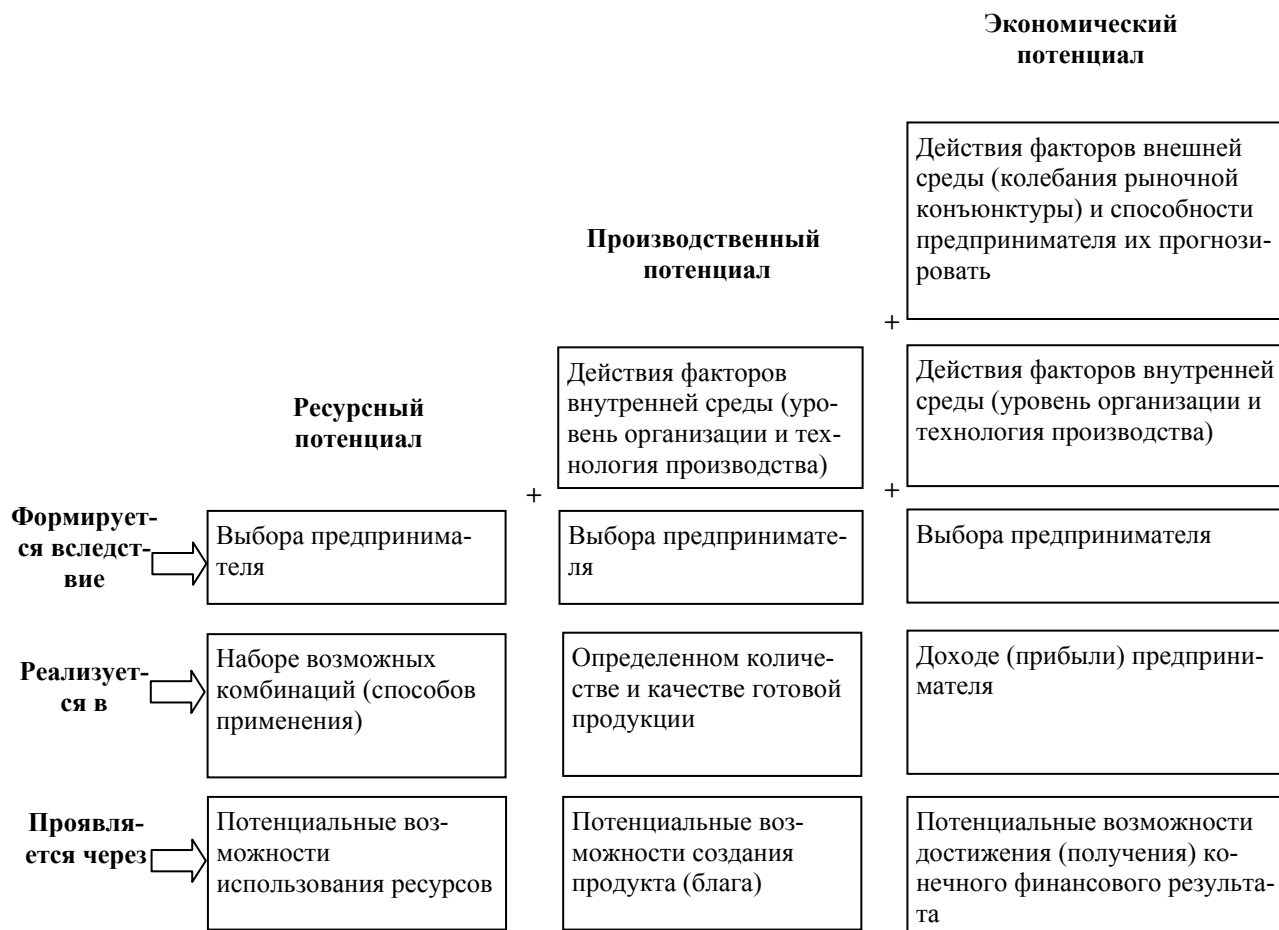 Экономический
потенциал
Действия факторов внешней
среды (колебания рыночной
конъюнктуры) и способности
предпринимателя их прогнози-
ровать
Производственный
потенциал
+
Действия факторов
внутренней среды (уро-
вень организации и тех-
нология производства)
Действия факторов внутренней
среды (уровень организации и
технология производства)
Ресурсный
потенциал
+
+
Формирует-
ся вследст-
вие
Выбора предпринима-
теля
Выбора предпринимате-
ля
Выбора предпринимателя
Реализует-
ся в
Наборе возможных
комбинаций (способов
применения)
Определенном количе-
стве и качестве готовой
продукции
Доходе (прибыли) предприни-
мателя
Проявля-
ется через
Потенциальные воз-
можности
использования ресурсов
Потенциальные воз-
можности создания
продукта (блага)
Потенциальные возможности
достижения (получения) ко-
нечного финансового результа-
та